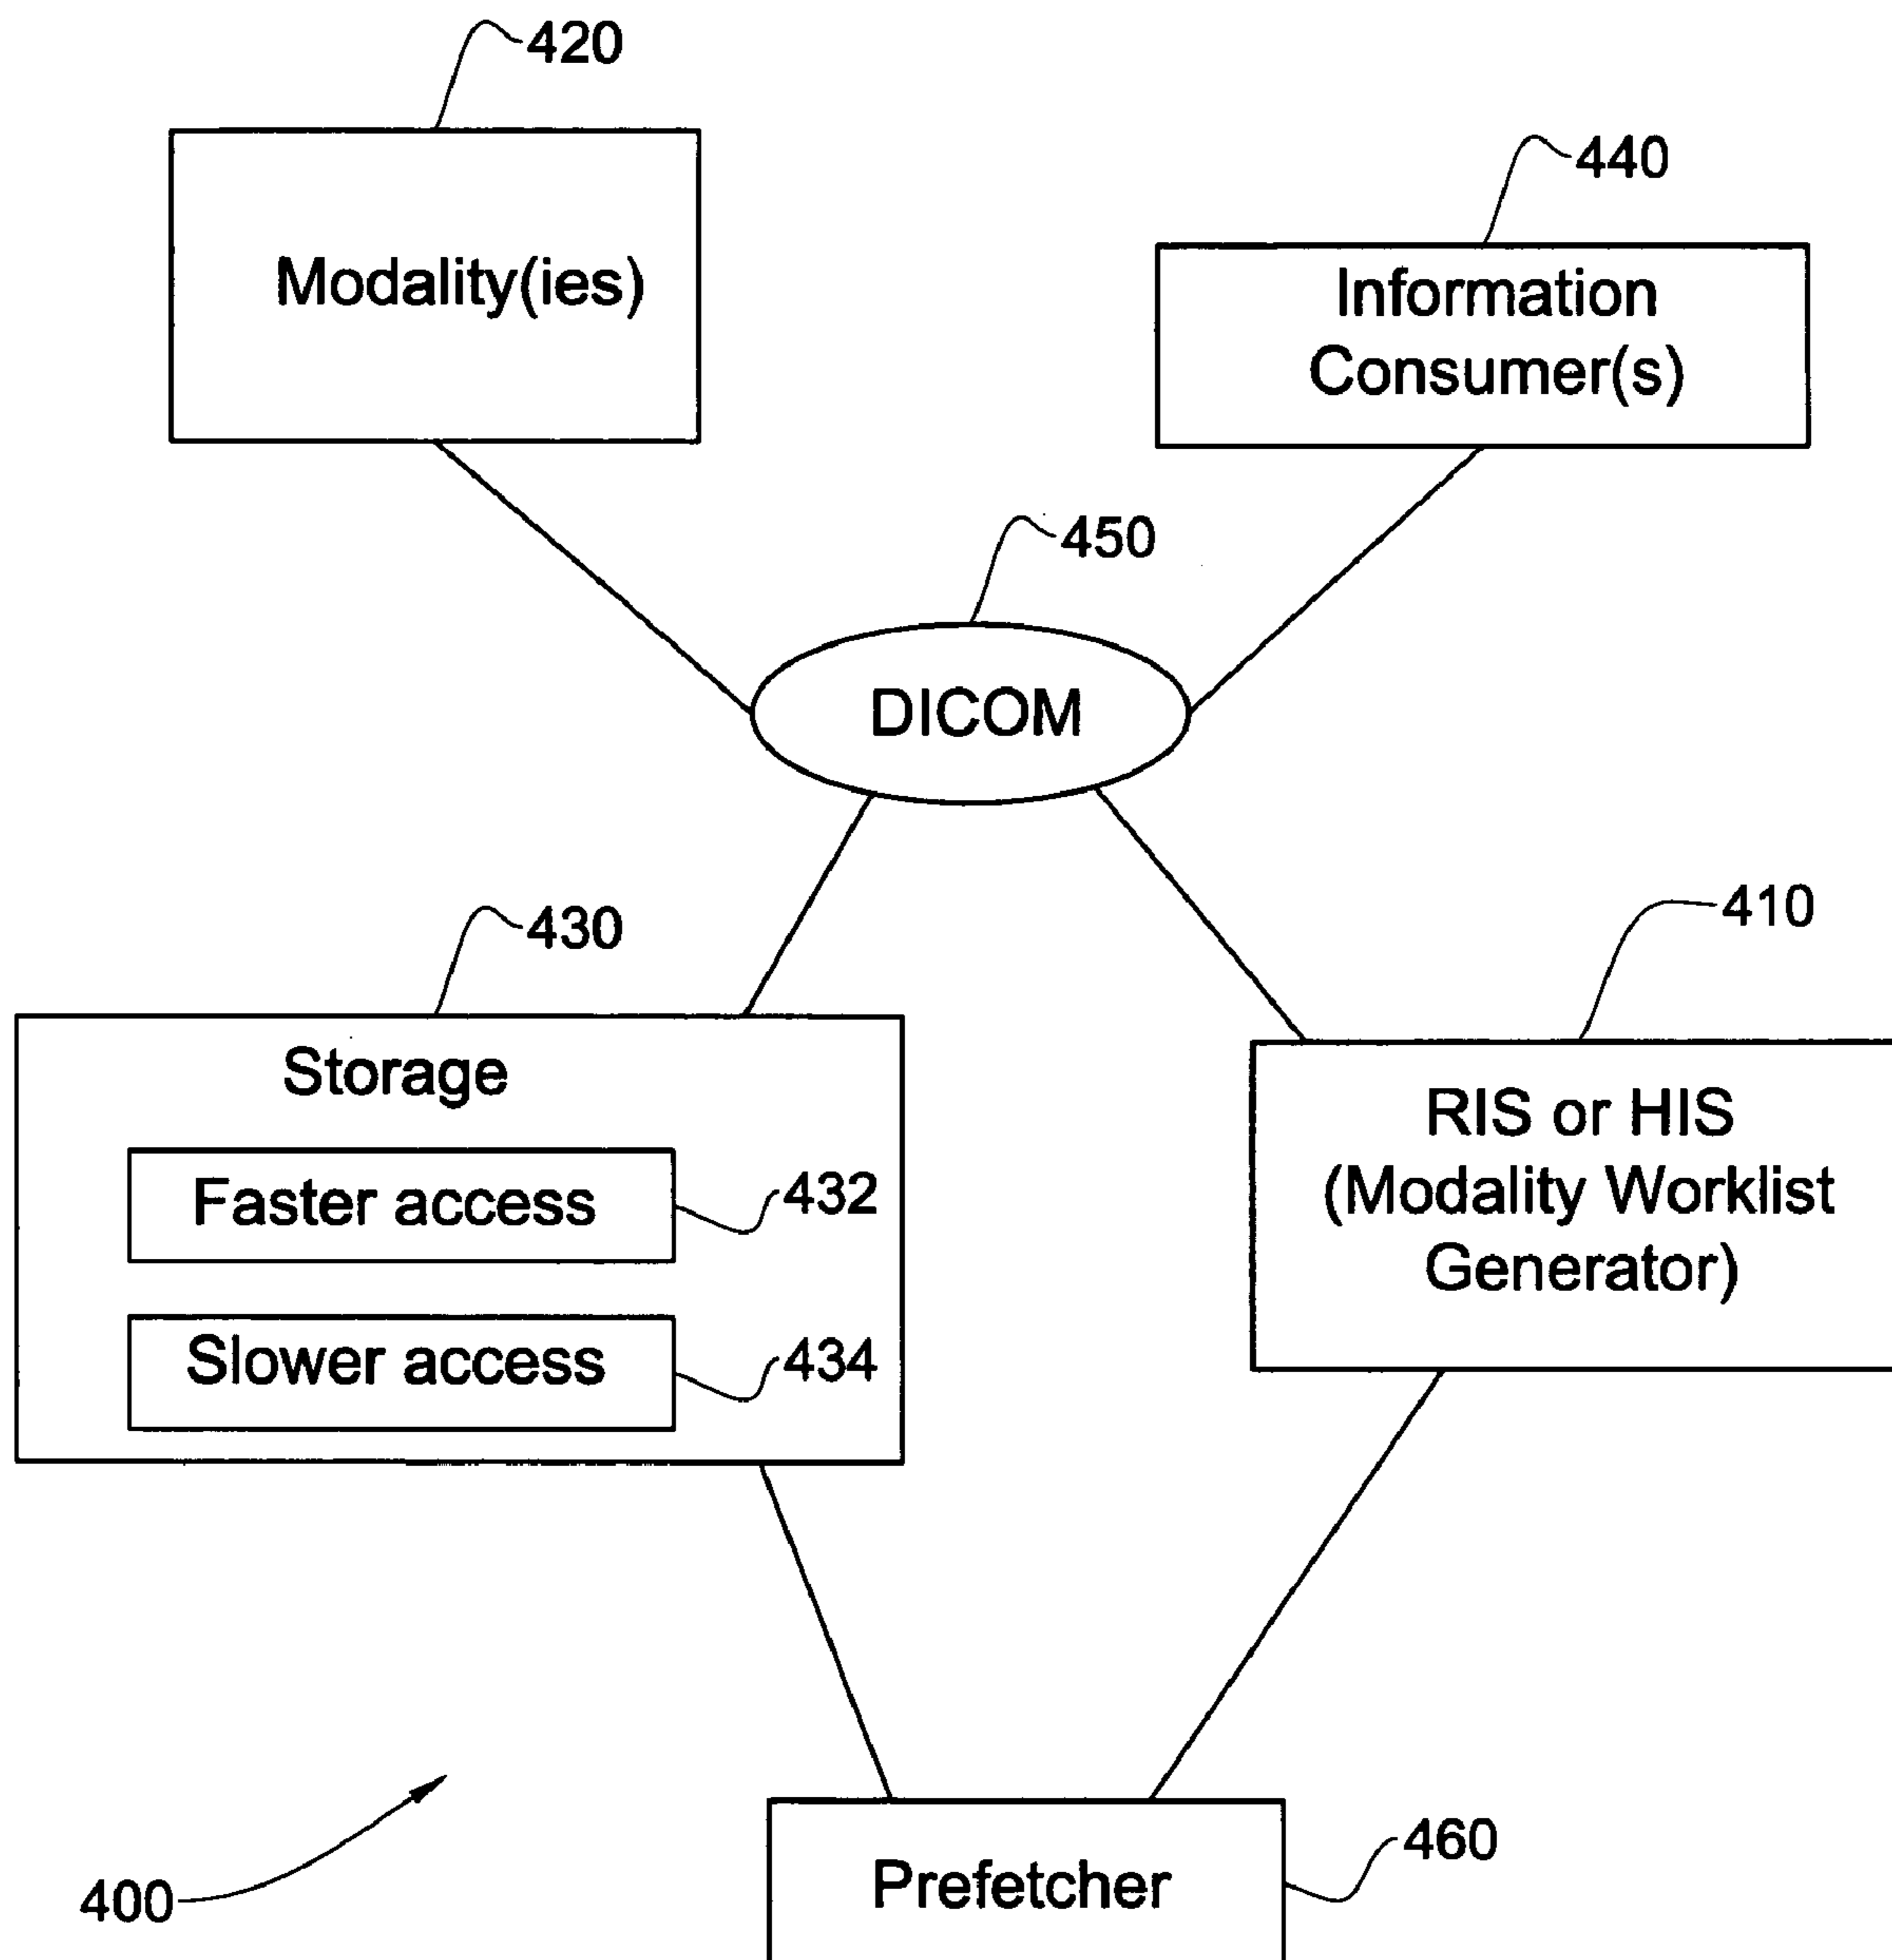 420
Modality(ies)
440
Information
Consumer(s)
450
DICOM
430
Storage
Faster access
432
Slower access
434
410
RIS or HIS
(Modality Worklist
Generator)
400
Prefetcher
460